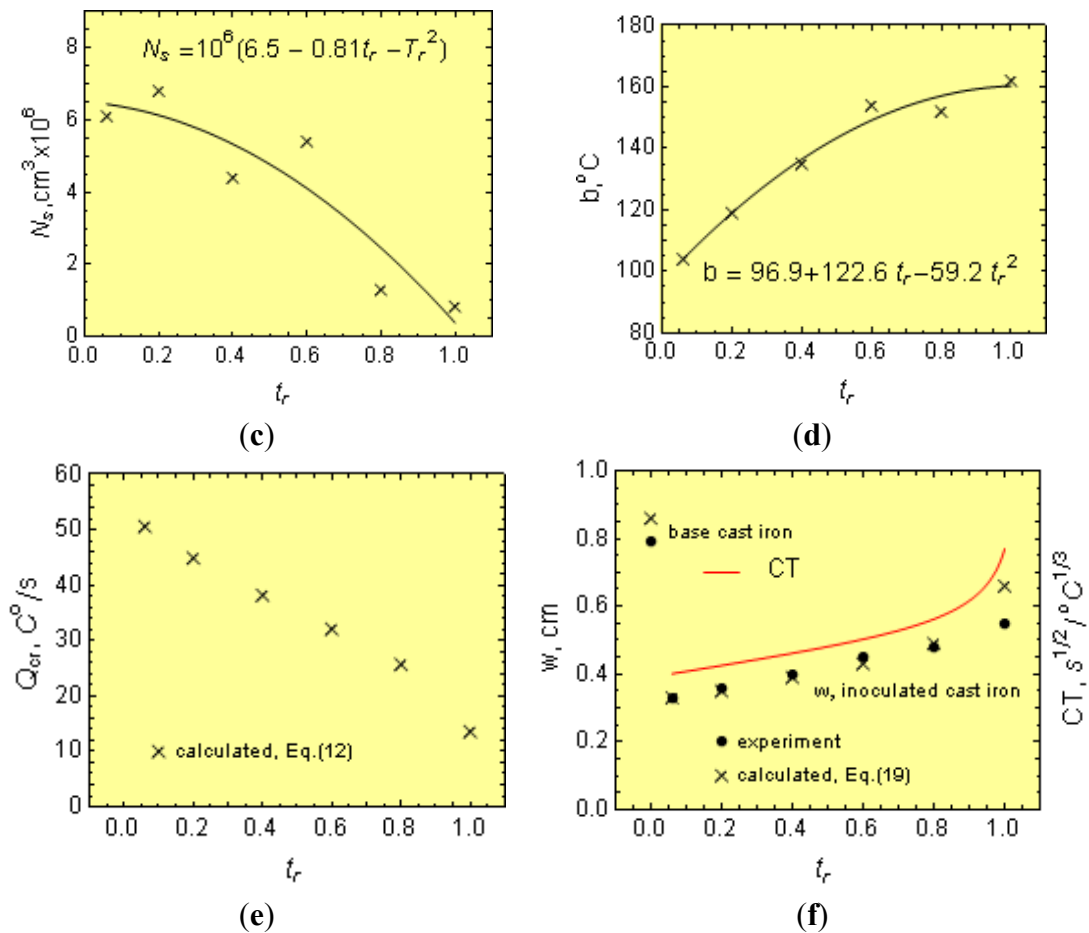 N_s = 10^6(6.5 − 0.81t_r − T_r^2)
N_s, cm^3x10^6
8
6
4
2
0
0.0 0.2 0.4 0.6 0.8 1.0
t_r
(c)
b = 96.9+122.6 t_r−59.2 t_r^2
b, °C
180
160
140
120
100
80
0.0 0.2 0.4 0.6 0.8 1.0
t_r
(d)
Q_cr, C°/s
60
50
40
30
20
10
0
calculated, Eq.(12)
0.0 0.2 0.4 0.6 0.8 1.0
t_r
(e)
w, cm
1.0
0.8
0.6
0.4
0.2
0.0
base cast iron
CT
w, inoculated cast iron
experiment
calculated, Eq.(19)
CT, s^1/2/°C^1/3
0.0 0.2 0.4 0.6 0.8 1.0
t_r
(f)